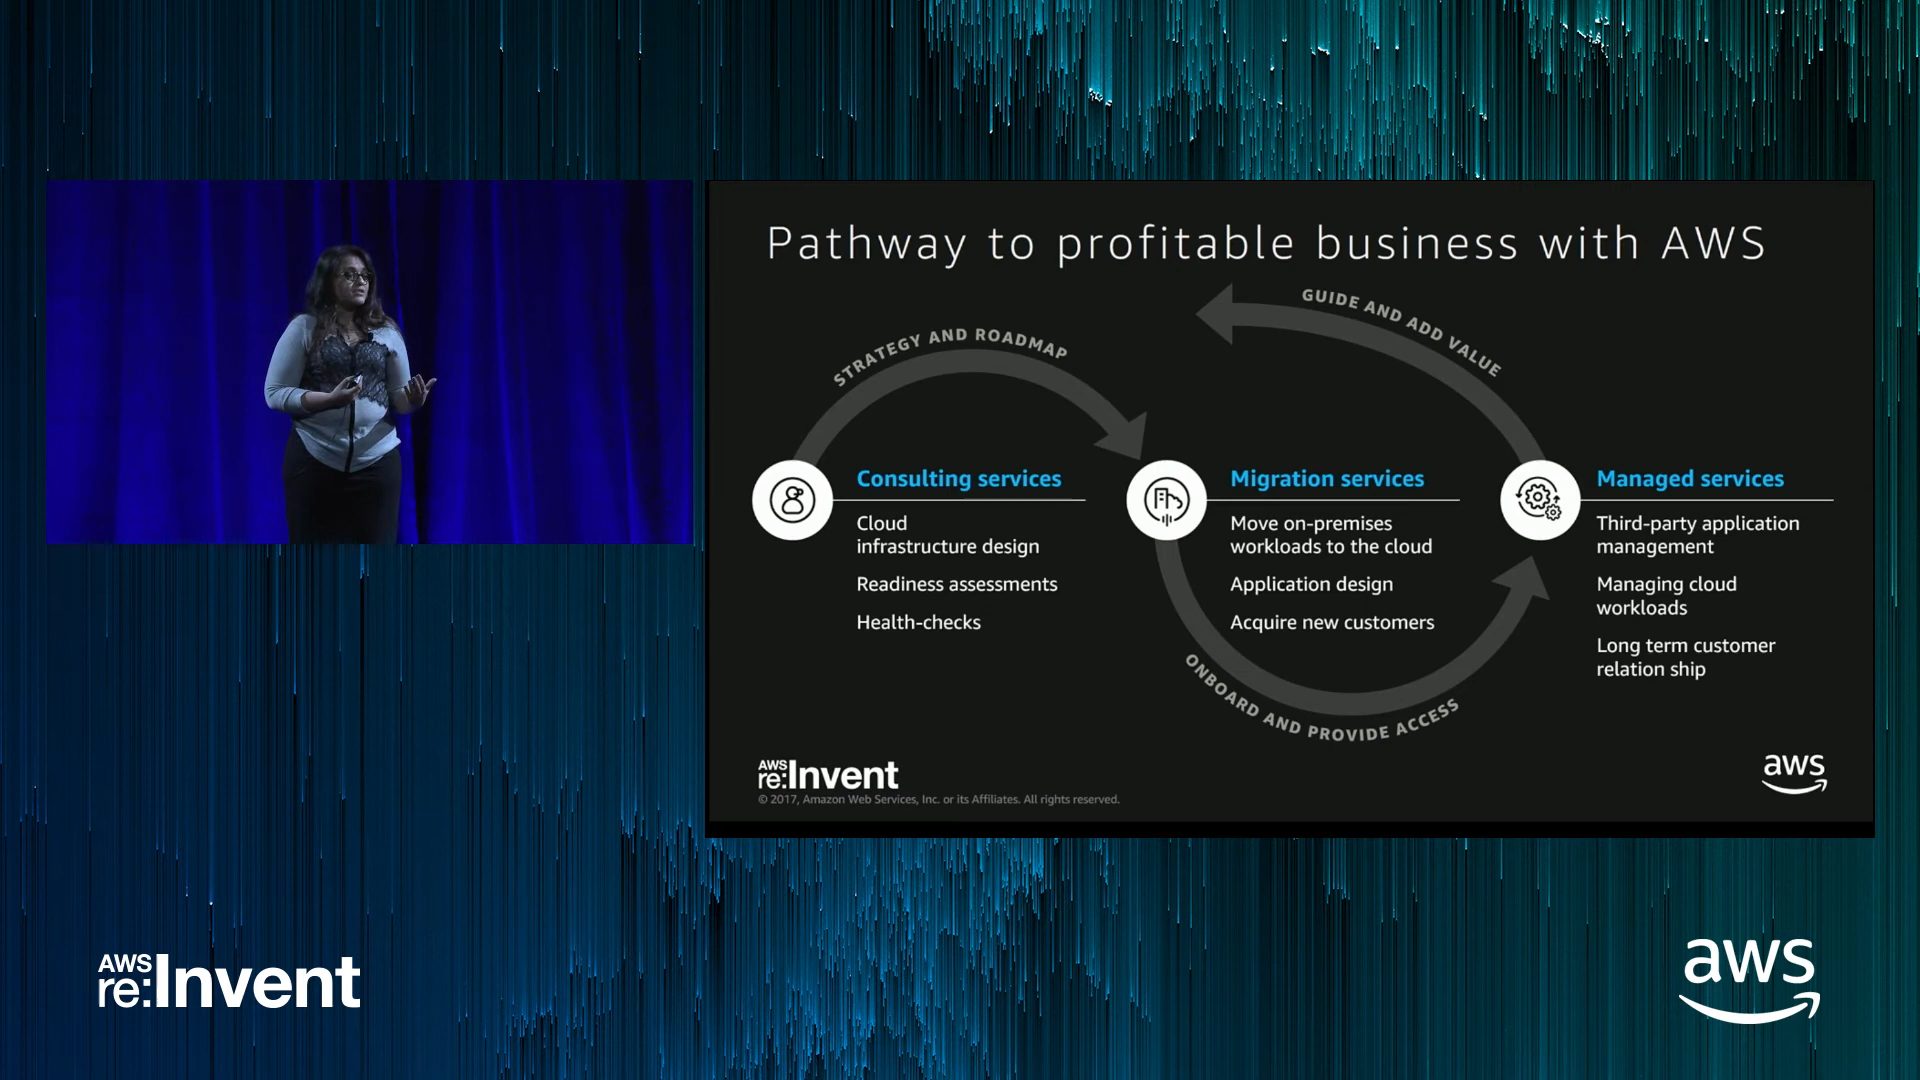 Pathway to profitable business with AWS
STRATEGY AND ROADMAP
GUIDE AND ADD VALUE
Consulting services
Cloud
infrastructure design
Readiness assessments
Health-checks
Migration services
Move on-premises
workloads to the cloud
Application design
Acquire new customers
Managed services
Third-party application
management
Managing cloud
workloads
Long term customer
relation ship
ONBOARD AND PROVIDE ACCESS
AWS
re:Invent
© 2017, Amazon Web Services, Inc. or its Affiliates. All rights reserved.
aws
AWS
re:Invent
aws